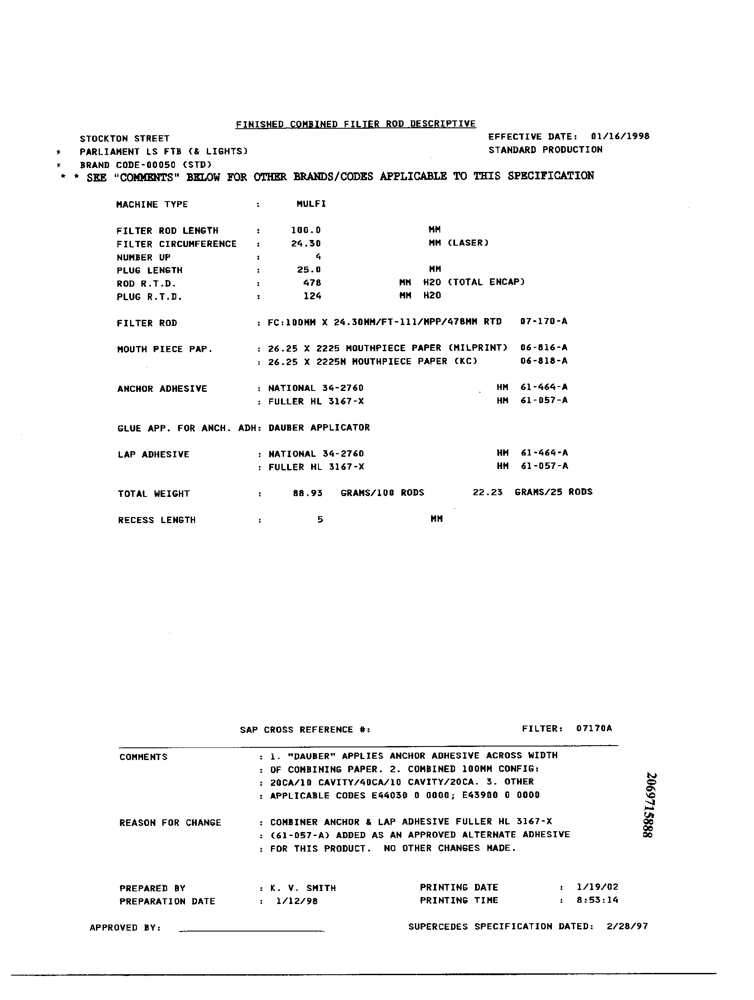 FINISHED COMBINED FILTER ROD DESCRIPTIVE
STOCKTON STREET EFFECTIVE DATE: 01/16/1998
* PARLIAMENT LS FTB (& LIGHTS) STANDARD PRODUCTION
* BRAND CODE-00050 (STD)
* * SEE "COMMENTS" BELOW FOR OTHER BRANDS/CODES APPLICABLE TO THIS SPECIFICATION
MACHINE TYPE : MULFI
FILTER ROD LENGTH : 100.0 MM
FILTER CIRCUMFERENCE : 24.30 MM (LASER)
NUMBER UP : 4
PLUG LENGTH : 25.0 MM
ROD R.T.D. : 478 MM H2O (TOTAL ENCAP)
PLUG R.T.D. : 124 MM H2O
FILTER ROD : FC:100MM X 24.30MM/FT-111/MPP/478MM RTD 07-170-A
MOUTH PIECE PAP. : 26.25 X 2225 MOUTHPIECE PAPER (MILPRINT) 06-816-A
: 26.25 X 2225M MOUTHPIECE PAPER (KC) 06-818-A
ANCHOR ADHESIVE : NATIONAL 34-2760 HM 61-464-A
: FULLER HL 3167-X HM 61-057-A
GLUE APP. FOR ANCH. ADH: DAUBER APPLICATOR
LAP ADHESIVE : NATIONAL 34-2760 HM 61-464-A
: FULLER HL 3167-X HM 61-057-A
TOTAL WEIGHT : 88.93 GRAMS/100 RODS 22.23 GRAMS/25 RODS
RECESS LENGTH : 5 MM
SAP CROSS REFERENCE #: FILTER: 07170A
COMMENTS : 1. "DAUBER" APPLIES ANCHOR ADHESIVE ACROSS WIDTH
: OF COMBINING PAPER. 2. COMBINED 100MM CONFIG:
: 20CA/10 CAVITY/40CA/10 CAVITY/20CA. 3. OTHER
: APPLICABLE CODES E44030 0 0000; E43900 0 0000
REASON FOR CHANGE : COMBINER ANCHOR & LAP ADHESIVE FULLER HL 3167-X
: (61-057-A) ADDED AS AN APPROVED ALTERNATE ADHESIVE
: FOR THIS PRODUCT. NO OTHER CHANGES MADE.
PREPARED BY : K. V. SMITH PRINTING DATE : 1/19/02
PREPARATION DATE : 1/12/98 PRINTING TIME : 8:53:14
APPROVED BY: SUPERCEDES SPECIFICATION DATED: 2/28/97
2069715888